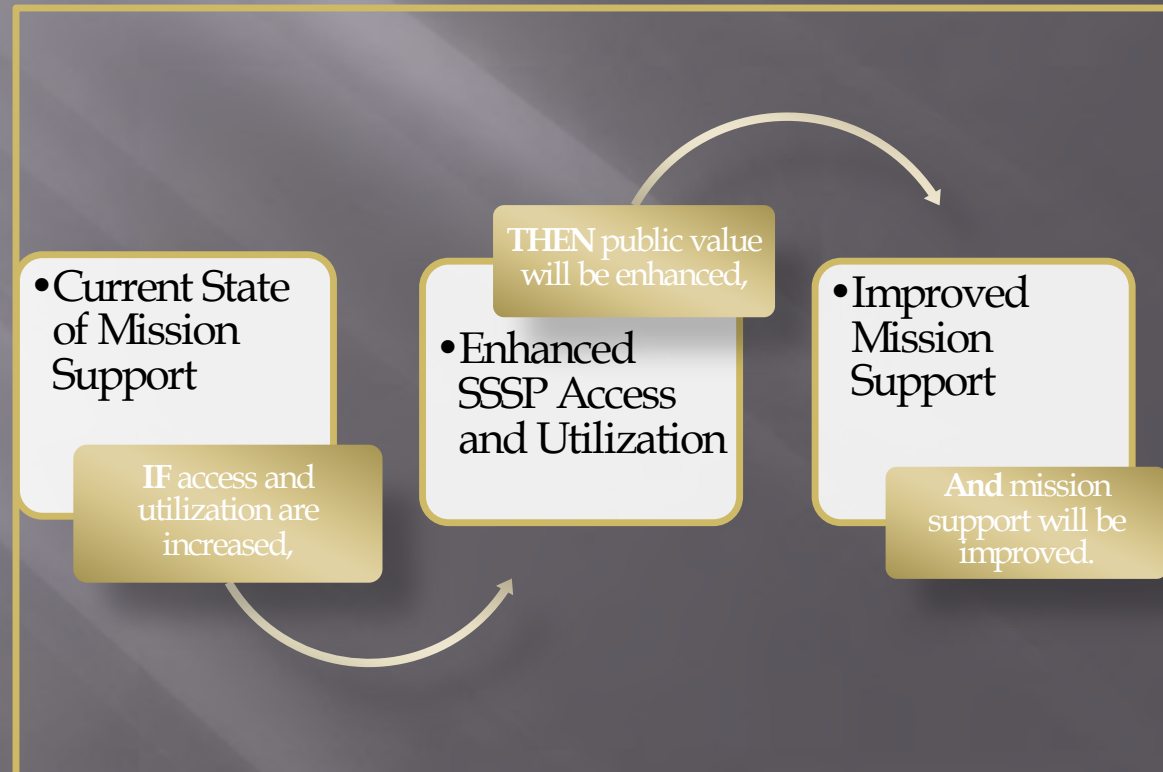 •Current State
of Mission
Support
IF access and
utilization are
increased,
THEN public value
will be enhanced,
•Enhanced
SSSP Access
and Utilization
•Improved
Mission
Support
And mission
support will be
improved.